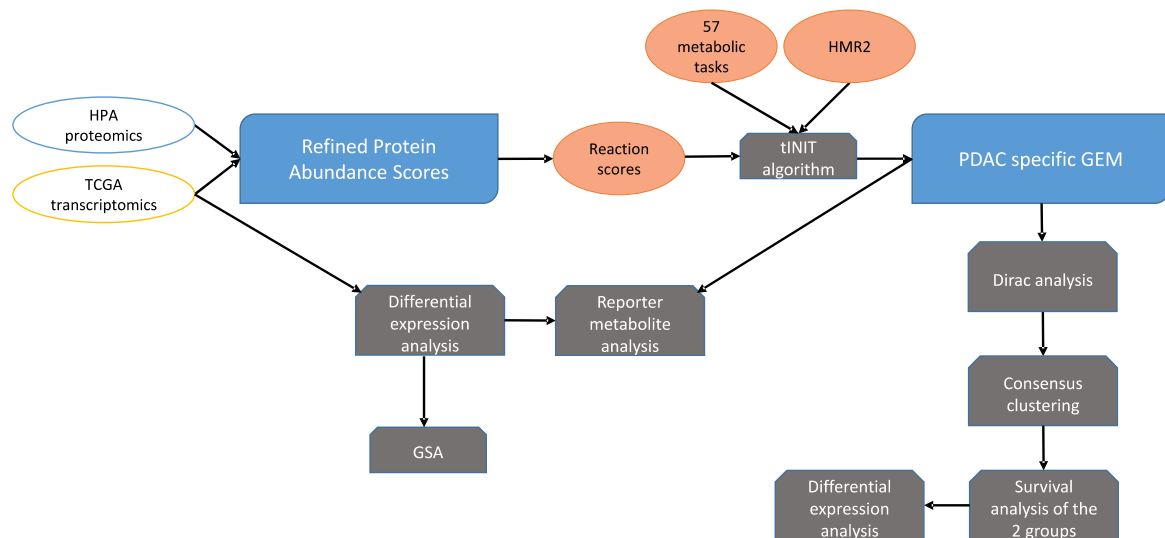 57
metabolic
tasks
HMR2
HPA
proteomics
Refined Protein
Abundance Scores
Reaction
scores
tINIT
algorithm
PDAC specific GEM
TCGA
transcriptomics
Dirac analysis
Differential
expression
analysis
Reporter
metabolite
analysis
Consensus
clustering
GSA
Differential
expression
analysis
Survival
analysis of the
2 groups